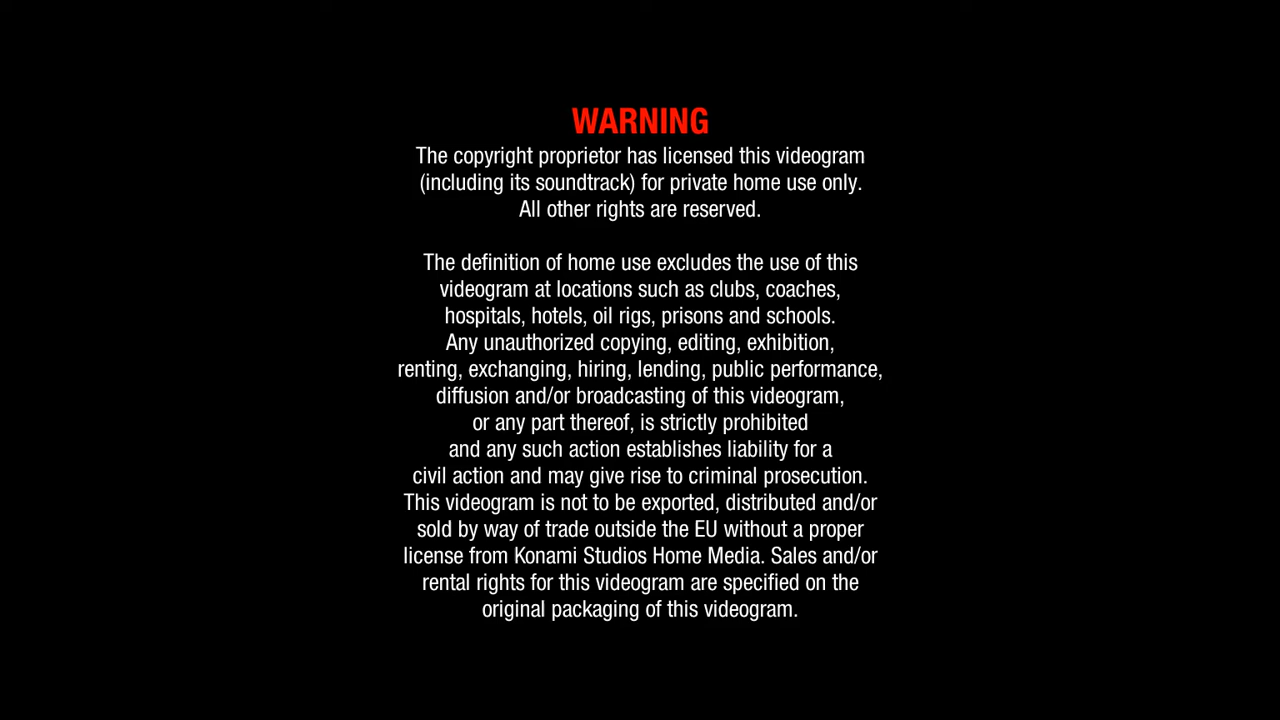 WARNING
The copyright proprietor has licensed this videogram
(including its soundtrack) for private home use only.
All other rights are reserved.
The definition of home use excludes the use of this
videogram at locations such as clubs, coaches,
hospitals, hotels, oil rigs, prisons and schools.
Any unauthorized copying, editing, exhibition,
renting, exchanging, hiring, lending, public performance,
diffusion and/or broadcasting of this videogram,
or any part thereof, is strictly prohibited
and any such action establishes liability for a
civil action and may give rise to criminal prosecution.
This videogram is not to be exported, distributed and/or
sold by way of trade outside the EU without a proper
license from Konami Studios Home Media. Sales and/or
rental rights for this videogram are specified on the
original packaging of this videogram.